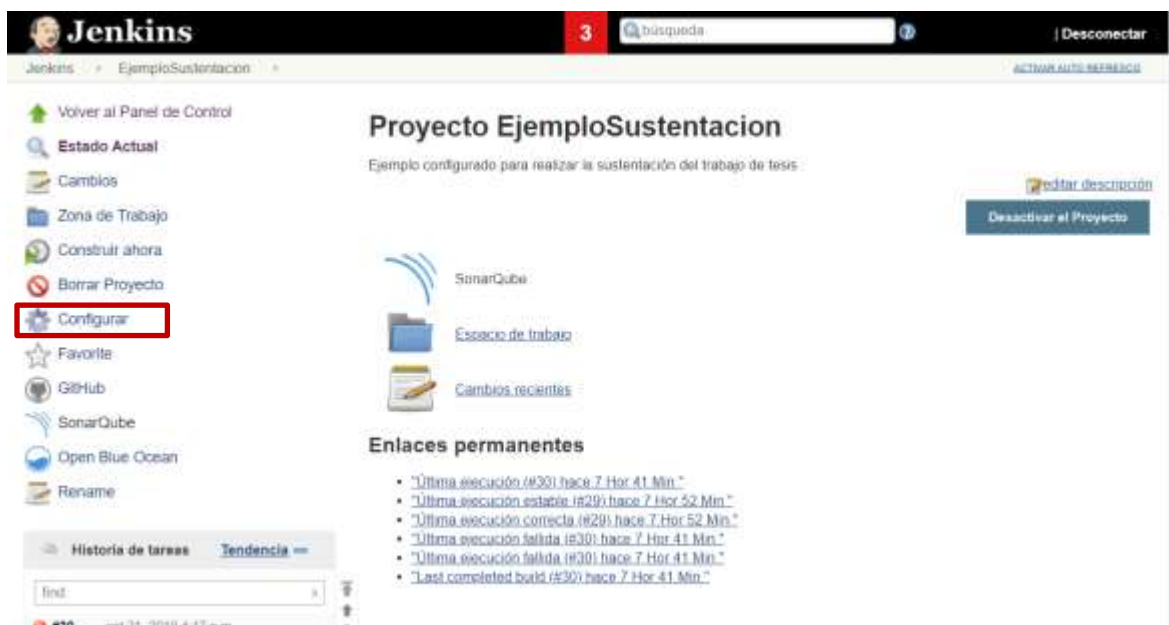 Jenkins
3
búsqueda
| Desconectar
Jenkins
EjemploSustentacion
ACTIVAR AUTO REFRESCO
Volver al Panel de Control
Estado Actual
Cambios
Zona de Trabajo
Construir ahora
Borrar Proyecto
Configurar
Favorite
GitHub
SonarQube
Open Blue Ocean
Rename
Historia de tareas
Tendencia
find
x
#30
Proyecto EjemploSustentacion
Ejemplo configurado para realizar la sustentación del trabajo de tesis
editar descripción
Desactivar el Proyecto
SonarQube
Espacio de trabajo
Cambios recientes
Enlaces permanentes
"Última ejecución (#30) hace 7 Hor 41 Min."
"Última ejecución estable (#29) hace 7 Hor 52 Min."
"Última ejecución correcta (#29) hace 7 Hor 52 Min."
"Última ejecución fallida (#30) hace 7 Hor 41 Min."
"Última ejecución fallida (#30) hace 7 Hor 41 Min."
"Last completed build (#30) hace 7 Hor 41 Min."